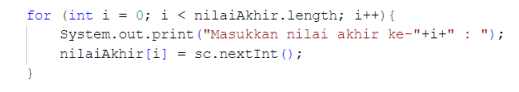 for (int i = 0; i < nilaiAkhir.length; i++){
    System.out.print("Masukkan nilai akhir ke-"+i+" : ");
    nilaiAkhir[i] = sc.nextInt();
}